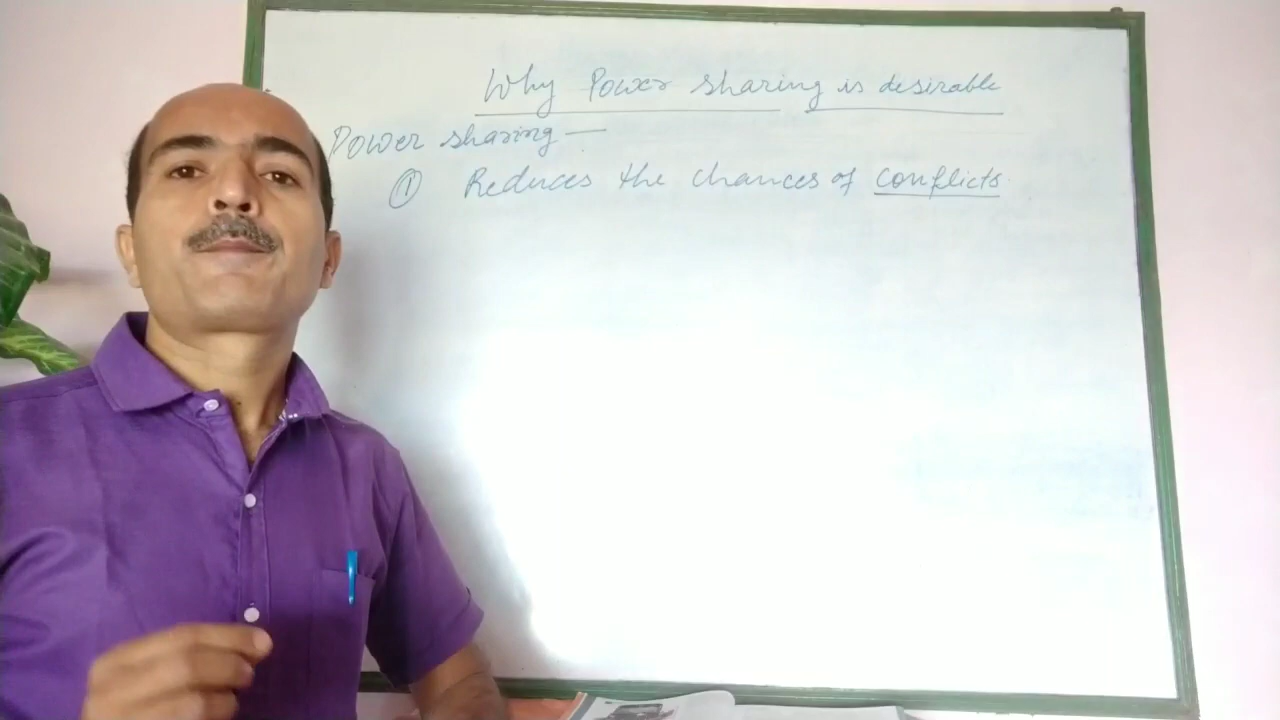 Why Power sharing is desirable
Power sharing —
① Reduces the chances of conflicts.